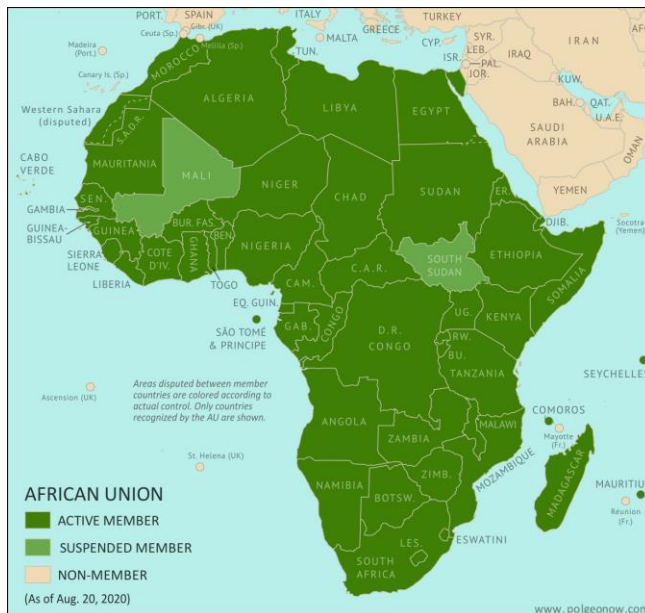 PORT.
SPAIN
Gibr. (UK)
Ceuta (Sp.)
Melilla (Sp.)
ITALY
GREECE
TURKEY
Madeira
(Port.)
MALTA
CYP.
SYR.
LEB.
ISR.
PAL.
JOR.
IRAQ
IRAN
TUN.
MOROCCO
Canary Is. (Sp.)
KUW.
BAH.
QAT.
U.A.E.
Western Sahara
(disputed)
S.A.D.R.
ALGERIA
LIBYA
EGYPT
SAUDI
ARABIA
OMAN
CABO
VERDE
MAURITANIA
MALI
NIGER
CHAD
SUDAN
ER.
YEMEN
DJIB.
Socotra
(Yemen)
SEN.
GAMBIA
GUINEA-
BISSAU
GUINEA
SIERRA
LEONE
LIBERIA
COTE
D'IV.
BUR. FAS.
GHANA
TOGO
BEN.
NIGERIA
CAM.
C.A.R.
SOUTH
SUDAN
ETHIOPIA
SOMALIA
EQ. GUIN.
SÃO TOMÉ
& PRINCIPE
GAB.
CONGO
D.R.
CONGO
UG.
KENYA
RW.
BU.
TANZANIA
SEYCHELLES
Ascension (UK)
Areas disputed between member
countries are colored according to
actual control. Only countries
recognized by the AU are shown.
ANGOLA
ZAMBIA
MALAWI
COMOROS
Mayotte
(Fr.)
MOZAMBIQUE
MADAGASCAR
St. Helena (UK)
NAMIBIA
BOTSW.
ZIMB.
MAURITIU
Réunion
(Fr.)
SOUTH
AFRICA
LES.
ESWATINI
AFRICAN UNION
ACTIVE MEMBER
SUSPENDED MEMBER
NON-MEMBER
(As of Aug. 20, 2020)
www.polgeonow.com